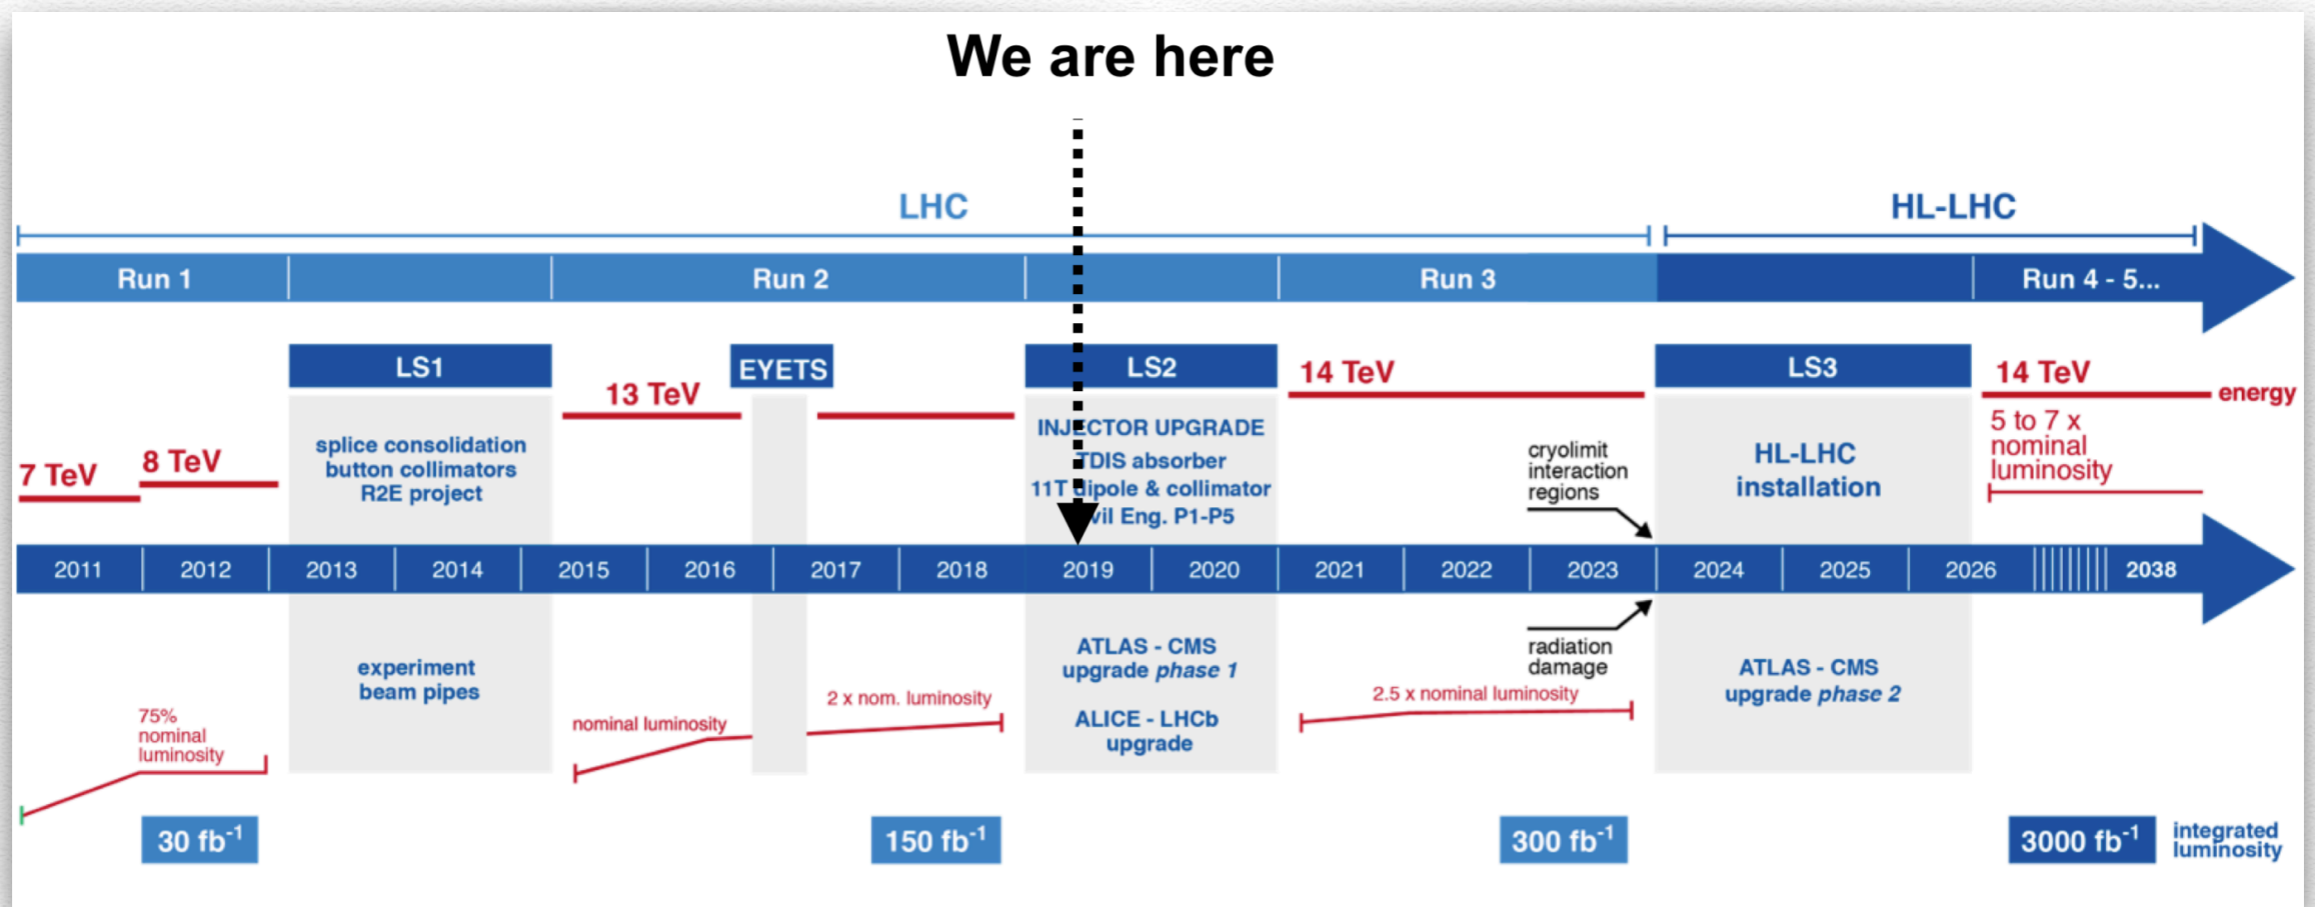 We are here
LHC
HL-LHC
Run 1
Run 2
Run 3
Run 4 - 5...
LS1
EYETS
LS2
14 TeV
LS3
14 TeV
energy
13 TeV
7 TeV
8 TeV
splice consolidation
button collimators
R2E project
INJECTOR UPGRADE
TDIS absorber
11T dipole & collimator
vil Eng. P1-P5
cryolimit
interaction
regions
HL-LHC
installation
5 to 7 x
nominal
luminosity
2011
2012
2013
2014
2015
2016
2017
2018
2019
2020
2021
2022
2023
2024
2025
2026
2038
experiment
beam pipes
ATLAS - CMS
upgrade phase 1
ALICE - LHCb
upgrade
radiation
damage
ATLAS - CMS
upgrade phase 2
75%
nominal
luminosity
nominal luminosity
2 x nom. luminosity
2.5 x nominal luminosity
30 fb-1
150 fb-1
300 fb-1
3000 fb-1
integrated
luminosity